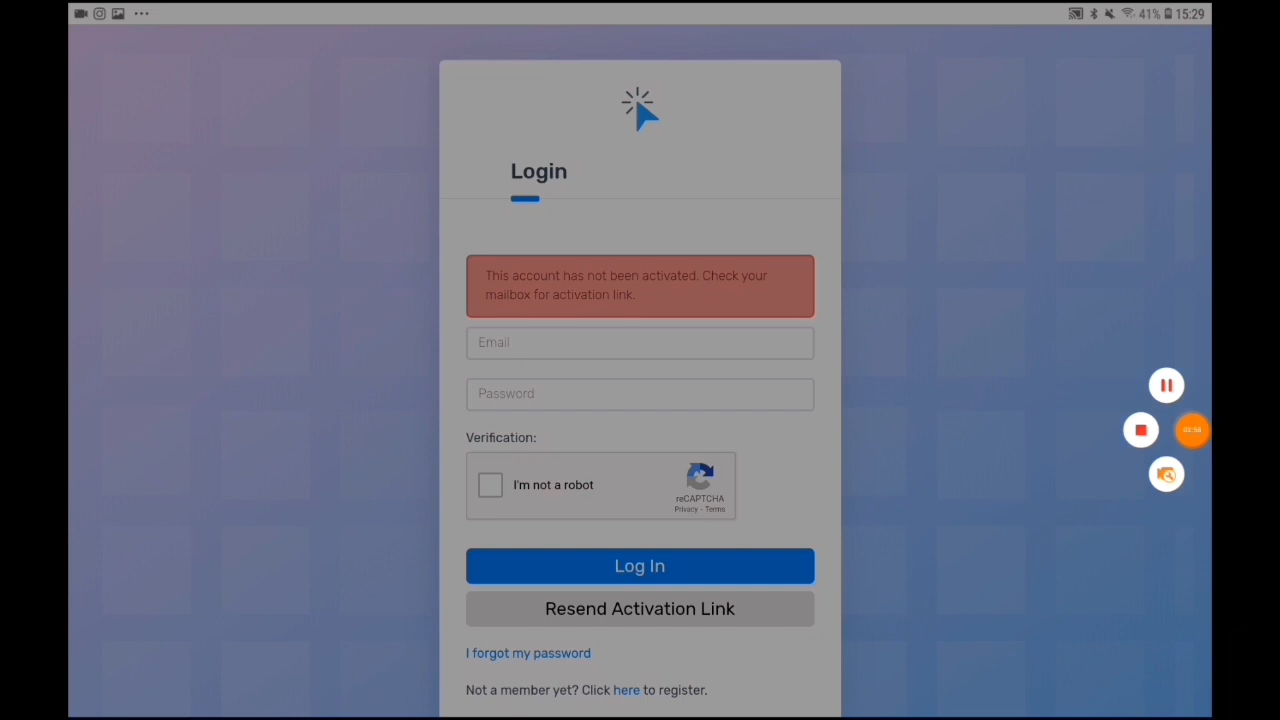 41% 15:29
Login
This account has not been activated. Check your
mailbox for activation link.
Email
Password
Verification:
I'm not a robot
reCAPTCHA
Privacy - Terms
Log In
Resend Activation Link
I forgot my password
Not a member yet? Click here to register.